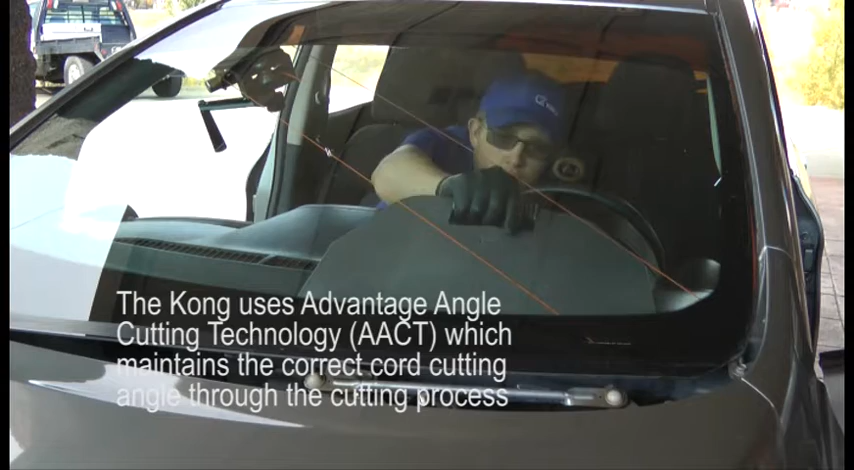 The Kong uses Advantage Angle
Cutting Technology (AACT) which
maintains the correct cord cutting
angle through the cutting process